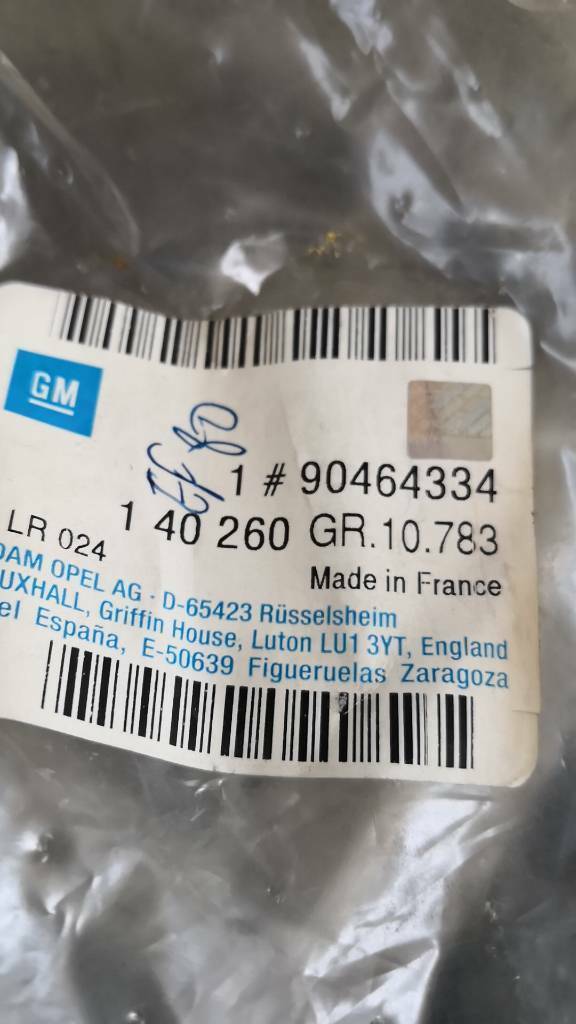 GM
1 # 90464334
1 40 260 GR.10.783
LR 024
Made in France
DAM OPEL AG · D-65423 Rüsselsheim
UXHALL, Griffin House, Luton LU1 3YT, England
el España, E-50639 Figueruelas Zaragoza